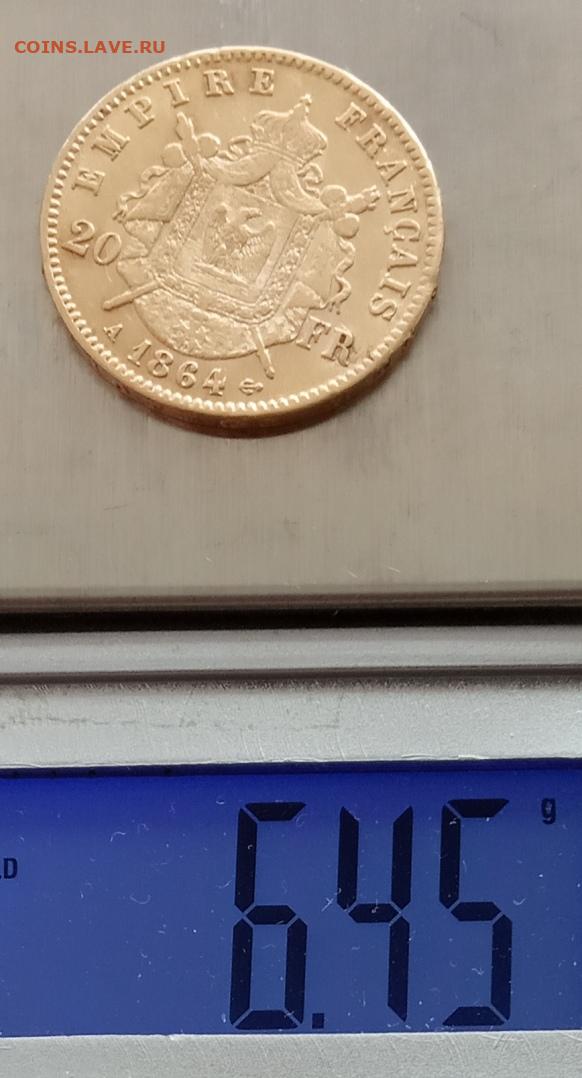 COINS.LAVE.RU
EMPIRE FRANÇAIS
20 FR
A 1864
g
6.45